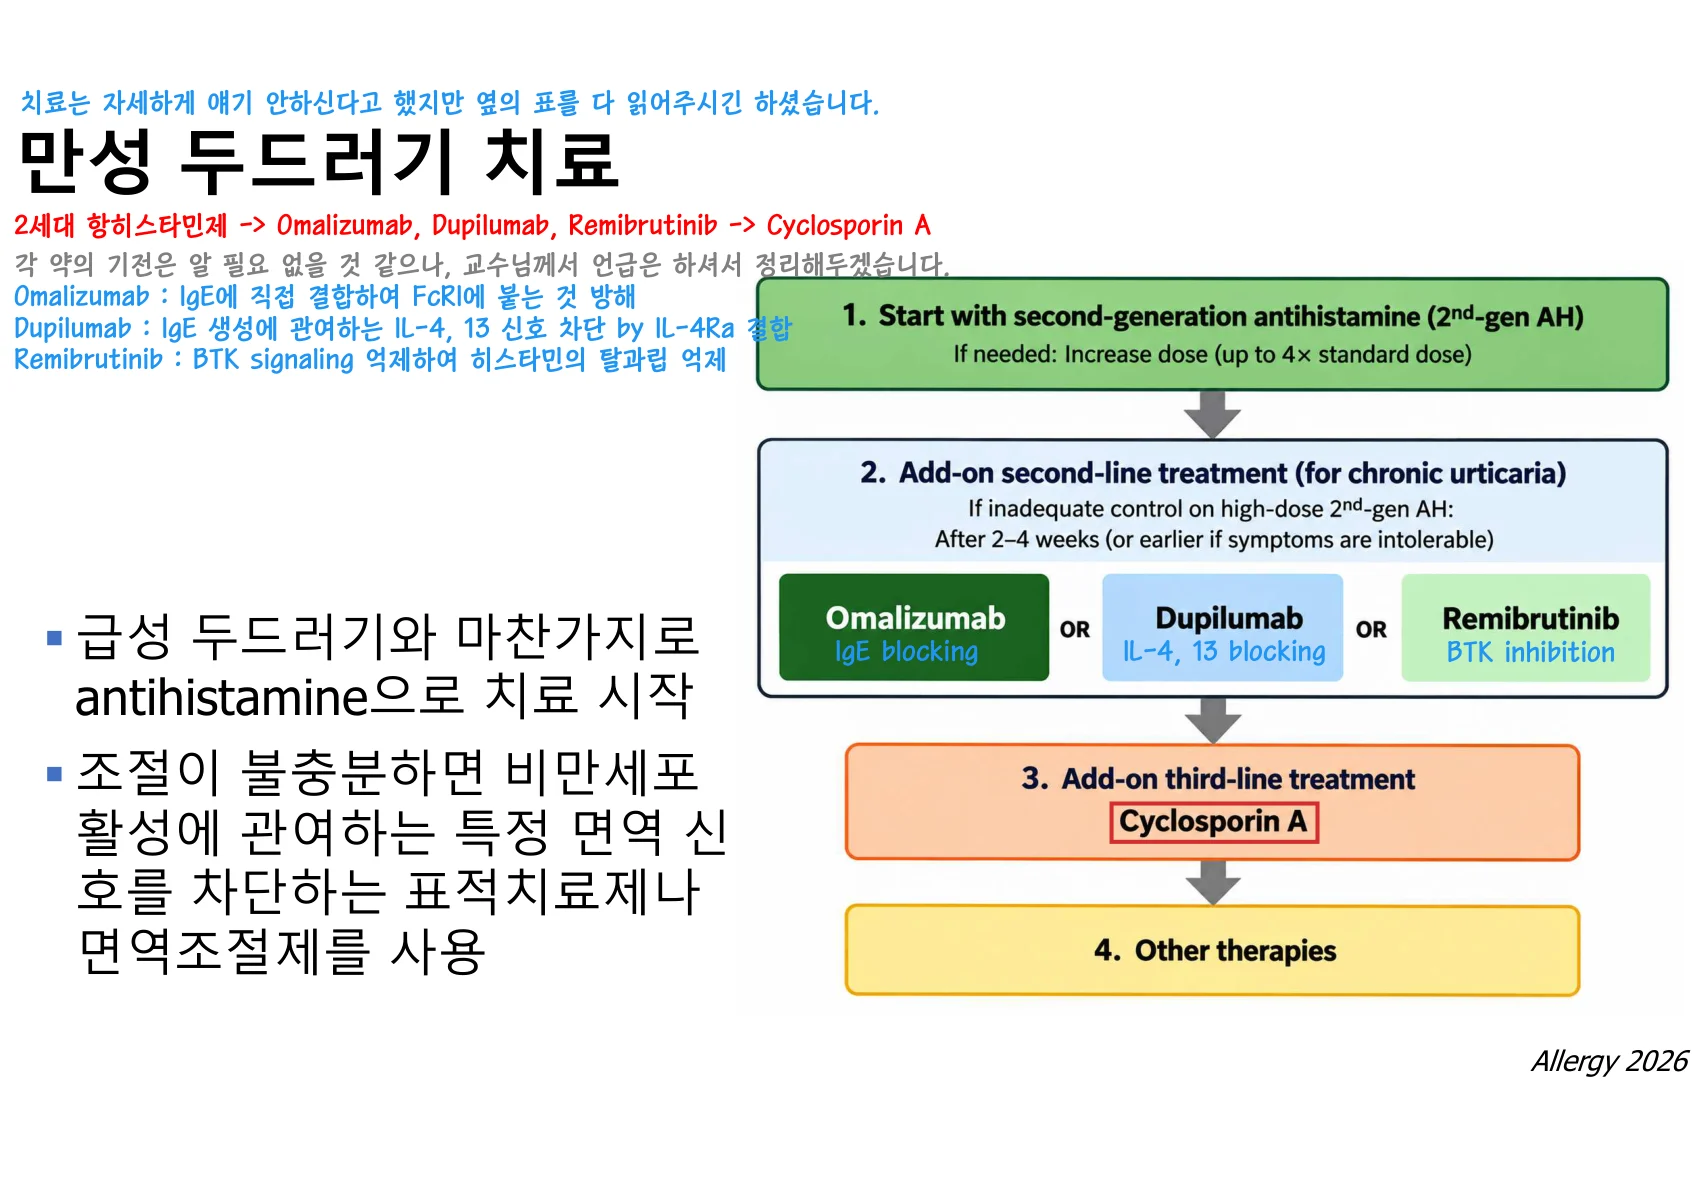 치료는 자세하게 얘기 안하신다고 했지만 옆의 표를 다 읽어주시긴 하셨습니다.
만성 두드러기 치료
2세대 항히스타민제 -> Omalizumab, Dupilumab, Remibrutinib -> Cyclosporin A
각 약의 기전은 알 필요 없을 것 같으나, 교수님께서 언급은 하셔서 정리해두겠습니다.
Omalizumab : IgE에 직접 결합하여 FcRI에 붙는 것 방해
Dupilumab : IgE 생성에 관여하는 IL-4, 13 신호 차단 by IL-4Ra 결합
Remibrutinib : BTK signaling 억제하여 히스타민의 탈과립 억제
▪ 급성 두드러기와 마찬가지로
antihistamine으로 치료 시작
▪ 조절이 불충분하면 비만세포
활성에 관여하는 특정 면역 신
호를 차단하는 표적치료제나
면역조절제를 사용
1. Start with second-generation antihistamine (2nd-gen AH)
If needed: Increase dose (up to 4× standard dose)
2. Add-on second-line treatment (for chronic urticaria)
If inadequate control on high-dose 2nd-gen AH:
After 2–4 weeks (or earlier if symptoms are intolerable)
Omalizumab OR Dupilumab OR Remibrutinib
IgE blocking IL-4, 13 blocking BTK inhibition
3. Add-on third-line treatment
Cyclosporin A
4. Other therapies
Allergy 2026